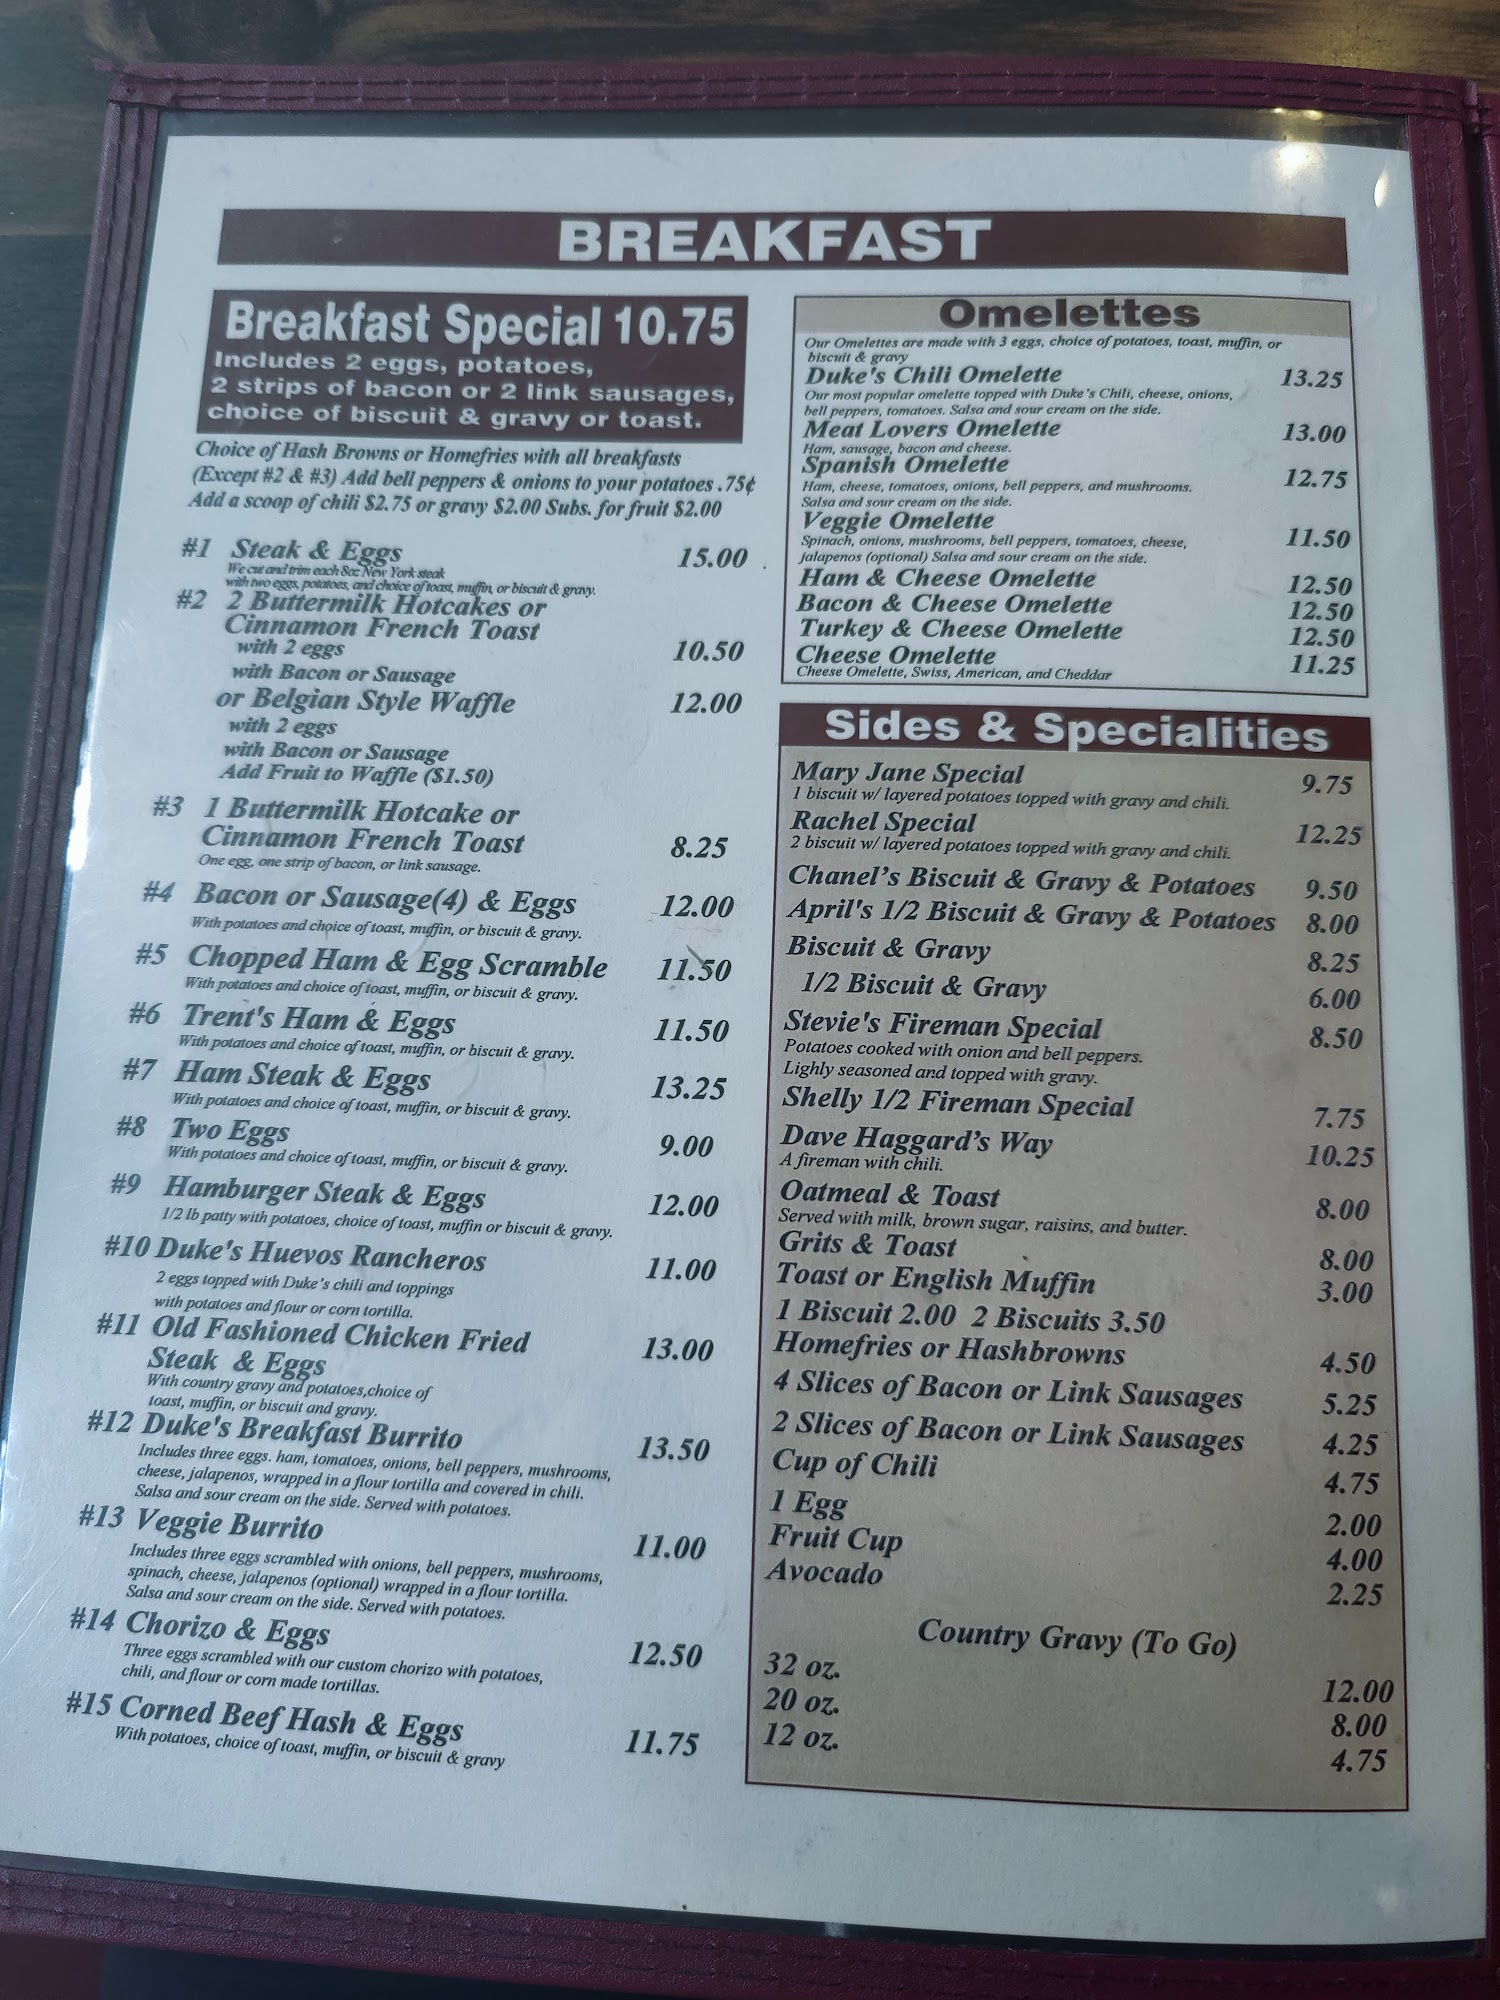 BREAKFAST
Breakfast Special 10.75
Includes 2 eggs, potatoes,
2 strips of bacon or 2 link sausages,
choice of biscuit & gravy or toast.
Choice of Hash Browns or Homefries with all breakfasts
(Except #2 & #3) Add bell peppers & onions to your potatoes .75¢
Add a scoop of chili $2.75 or gravy $2.00 Subs. for fruit $2.00
#1 Steak & Eggs 15.00
We cut and trim each 8oz New York steak
with two eggs, potatoes, and choice of toast, muffin, or biscuit & gravy.
#2 2 Buttermilk Hotcakes or
Cinnamon French Toast
with 2 eggs 10.50
with Bacon or Sausage
or Belgian Style Waffle 12.00
with 2 eggs
with Bacon or Sausage
Add Fruit to Waffle ($1.50)
#3 1 Buttermilk Hotcake or
Cinnamon French Toast 8.25
One egg, one strip of bacon, or link sausage.
#4 Bacon or Sausage(4) & Eggs 12.00
With potatoes and choice of toast, muffin, or biscuit & gravy.
#5 Chopped Ham & Egg Scramble 11.50
With potatoes and choice of toast, muffin, or biscuit & gravy.
#6 Trent's Ham & Eggs 11.50
With potatoes and choice of toast, muffin, or biscuit & gravy.
#7 Ham Steak & Eggs 13.25
With potatoes and choice of toast, muffin, or biscuit & gravy.
#8 Two Eggs 9.00
With potatoes and choice of toast, muffin, or biscuit & gravy.
#9 Hamburger Steak & Eggs 12.00
1/2 lb patty with potatoes, choice of toast, muffin or biscuit & gravy.
#10 Duke's Huevos Rancheros 11.00
2 eggs topped with Duke's chili and toppings
with potatoes and flour or corn tortilla.
#11 Old Fashioned Chicken Fried 13.00
Steak & Eggs
With country gravy and potatoes,choice of
toast, muffin, or biscuit and gravy.
#12 Duke's Breakfast Burrito 13.50
Includes three eggs. ham, tomatoes, onions, bell peppers, mushrooms,
cheese, jalapenos, wrapped in a flour tortilla and covered in chili.
Salsa and sour cream on the side. Served with potatoes.
#13 Veggie Burrito 11.00
Includes three eggs scrambled with onions, bell peppers, mushrooms,
spinach, cheese, jalapenos (optional) wrapped in a flour tortilla.
Salsa and sour cream on the side. Served with potatoes.
#14 Chorizo & Eggs 12.50
Three eggs scrambled with our custom chorizo with potatoes,
chili, and flour or corn made tortillas.
#15 Corned Beef Hash & Eggs 11.75
With potatoes, choice of toast, muffin, or biscuit & gravy
Omelettes
Our Omelettes are made with 3 eggs, choice of potatoes, toast, muffin, or
biscuit & gravy
Duke's Chili Omelette 13.25
Our most popular omelette topped with Duke's Chili, cheese, onions,
bell peppers, tomatoes. Salsa and sour cream on the side.
Meat Lovers Omelette 13.00
Ham, sausage, bacon and cheese.
Spanish Omelette 12.75
Ham, cheese, tomatoes, onions, bell peppers, and mushrooms.
Salsa and sour cream on the side.
Veggie Omelette 11.50
Spinach, onions, mushrooms, bell peppers, tomatoes, cheese,
jalapenos (optional) Salsa and sour cream on the side.
Ham & Cheese Omelette 12.50
Bacon & Cheese Omelette 12.50
Turkey & Cheese Omelette 12.50
Cheese Omelette 11.25
Cheese Omelette, Swiss, American, and Cheddar
Sides & Specialities
Mary Jane Special 9.75
1 biscuit w/ layered potatoes topped with gravy and chili.
Rachel Special 12.25
2 biscuit w/ layered potatoes topped with gravy and chili.
Chanel's Biscuit & Gravy & Potatoes 9.50
April's 1/2 Biscuit & Gravy & Potatoes 8.00
Biscuit & Gravy 8.25
1/2 Biscuit & Gravy 6.00
Stevie's Fireman Special 8.50
Potatoes cooked with onion and bell peppers.
Lighly seasoned and topped with gravy.
Shelly 1/2 Fireman Special 7.75
Dave Haggard's Way 10.25
A fireman with chili.
Oatmeal & Toast 8.00
Served with milk, brown sugar, raisins, and butter.
Grits & Toast 8.00
Toast or English Muffin 3.00
1 Biscuit 2.00 2 Biscuits 3.50
Homefries or Hashbrowns 4.50
4 Slices of Bacon or Link Sausages 5.25
2 Slices of Bacon or Link Sausages 4.25
Cup of Chili 4.75
1 Egg 2.00
Fruit Cup 4.00
Avocado 2.25
Country Gravy (To Go)
32 oz. 12.00
20 oz. 8.00
12 oz. 4.75